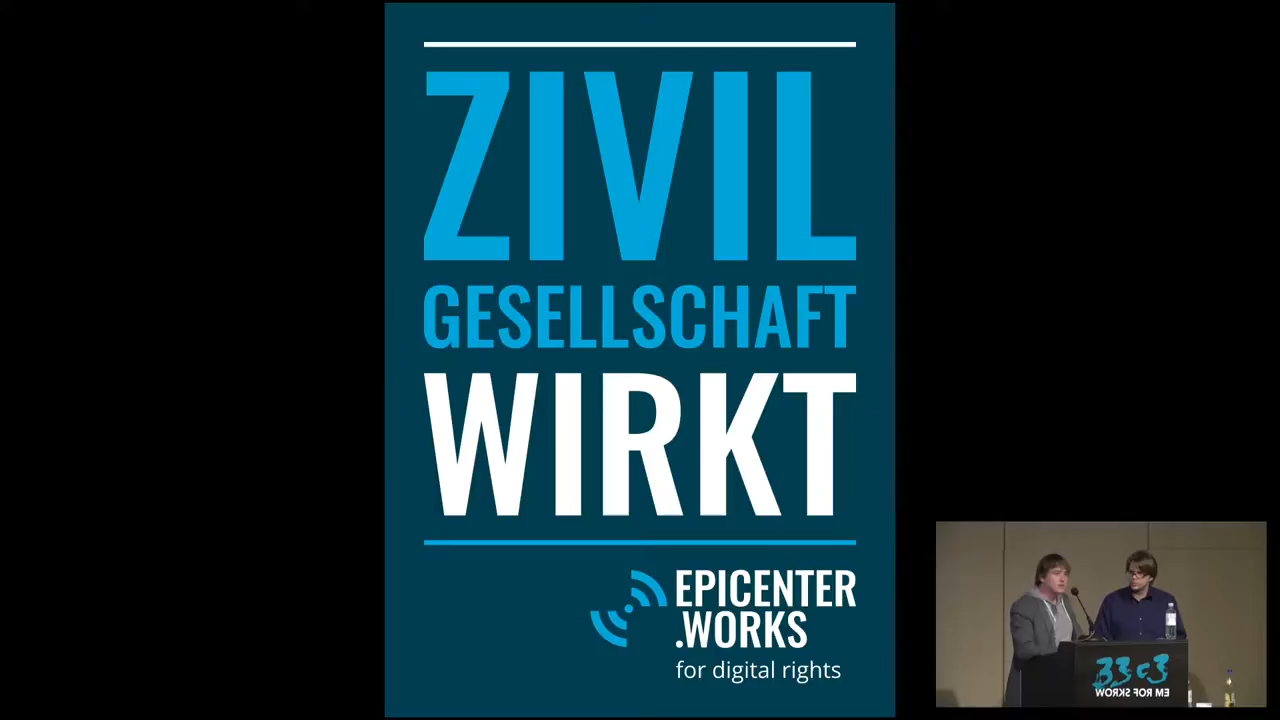 ZIVIL
GESELLSCHAFT
WIRKT
EPICENTER
.WORKS
for digital rights
33c3
WORKS FOR ME